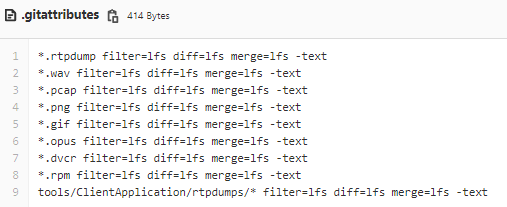 .gitattributes 414 Bytes
1 *.rtpdump filter=lfs diff=lfs merge=lfs -text
2 *.wav filter=lfs diff=lfs merge=lfs -text
3 *.pcap filter=lfs diff=lfs merge=lfs -text
4 *.png filter=lfs diff=lfs merge=lfs -text
5 *.gif filter=lfs diff=lfs merge=lfs -text
6 *.opus filter=lfs diff=lfs merge=lfs -text
7 *.dvcr filter=lfs diff=lfs merge=lfs -text
8 *.rpm filter=lfs diff=lfs merge=lfs -text
9 tools/ClientApplication/rtpdumps/* filter=lfs diff=lfs merge=lfs -text